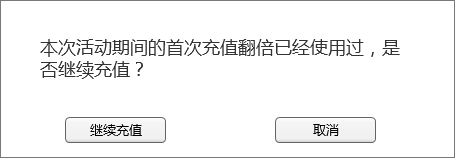 本次活动期间的首次充值翻倍已经使用过，是
否继续充值？
继续充值
取消